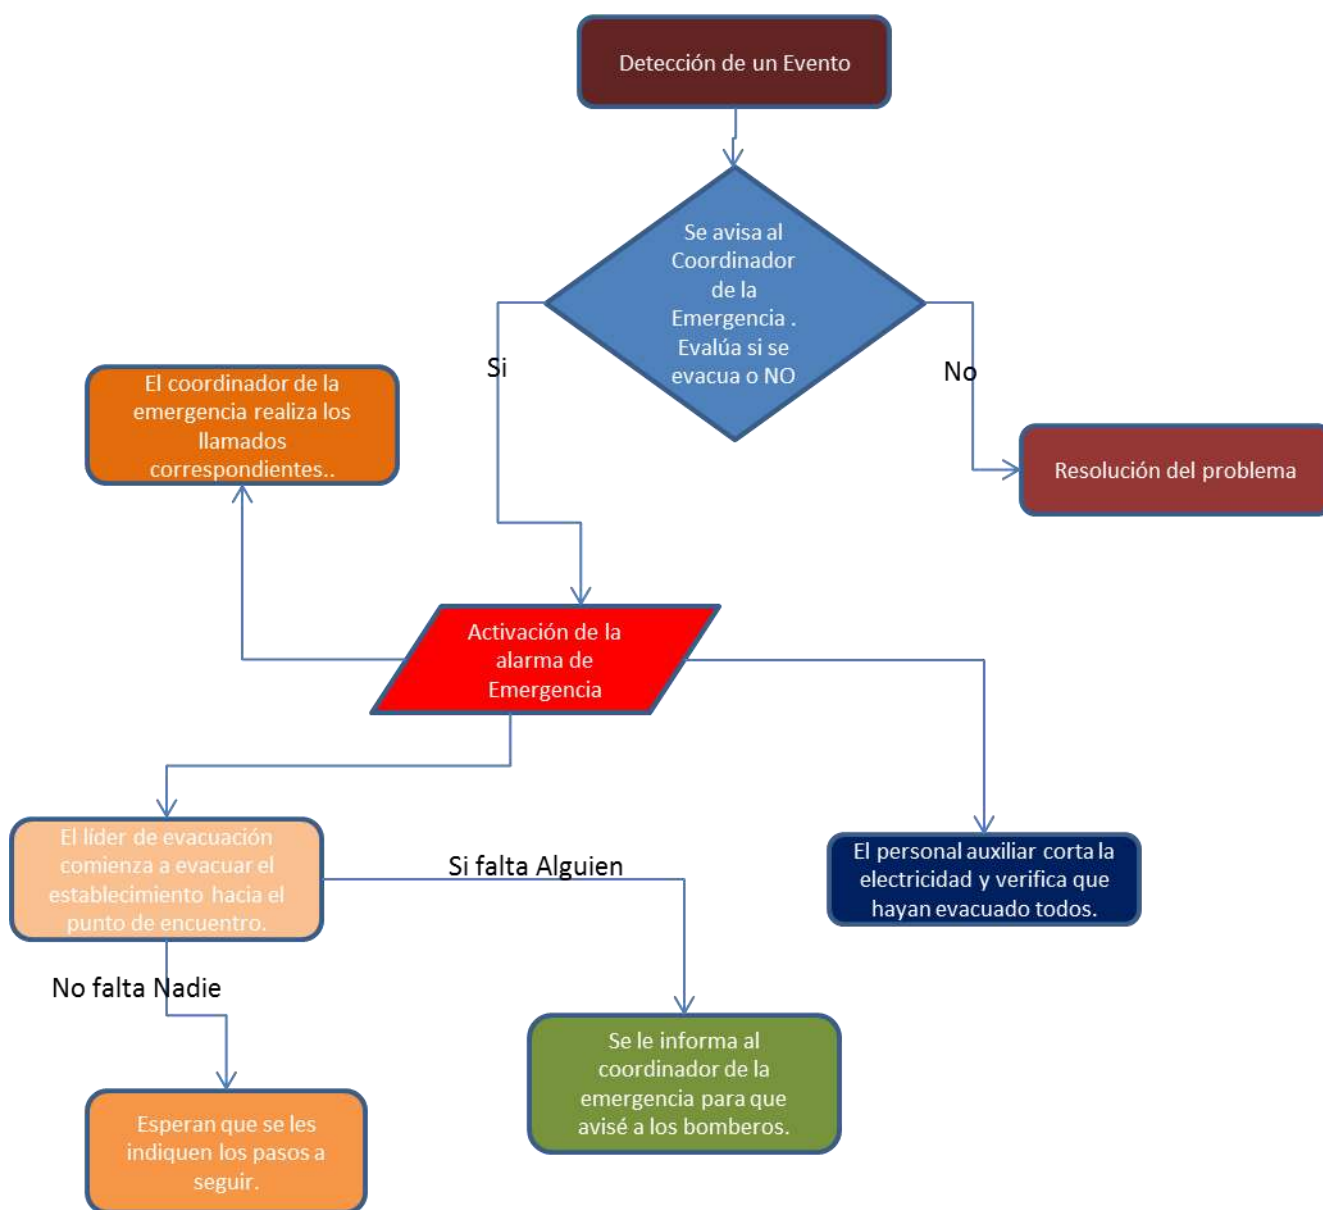 Detección de un Evento
Se avisa al
Coordinador
de la
Emergencia .
Evalúa si se
evacua o NO
Si
No
El coordinador de la
emergencia realiza los
llamados
correspondientes..
Resolución del problema
Activación de la
alarma de
Emergencia
El líder de evacuación
comienza a evacuar el
establecimiento hacia el
punto de encuentro.
Si falta Alguien
El personal auxiliar corta la
electricidad y verifica que
hayan evacuado todos.
No falta Nadie
Se le informa al
coordinador de la
emergencia para que
avisé a los bomberos.
Esperan que se les
indiquen los pasos a
seguir.